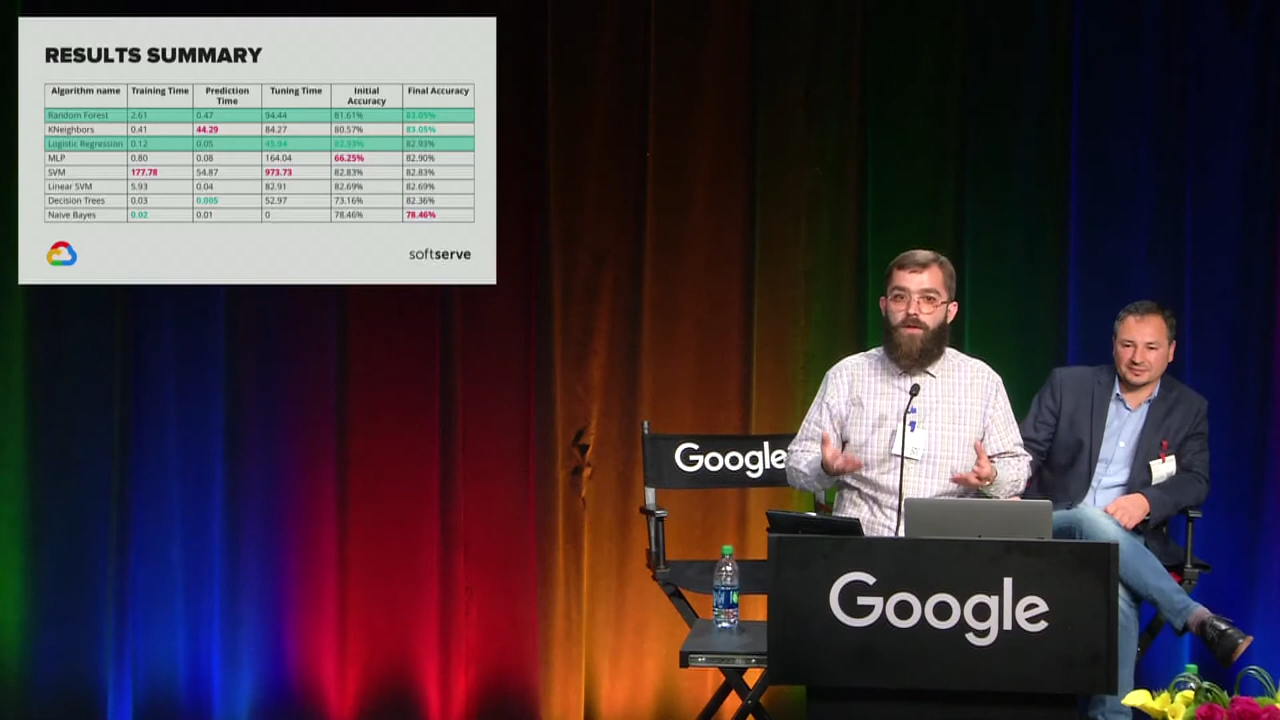 RESULTS SUMMARY
Algorithm name Training Time Prediction Time Tuning Time Initial Accuracy Final Accuracy
Random Forest 2.61 0.47 94.44 81.61% 83.05%
KNeighbors 0.41 44.29 84.27 80.57% 83.05%
Logistic Regression 0.12 0.05 45.94 82.93% 82.93%
MLP 0.80 0.08 164.04 66.25% 82.90%
SVM 177.78 54.87 973.73 82.83% 82.83%
Linear SVM 5.93 0.04 82.91 82.69% 82.69%
Decision Trees 0.03 0.005 52.97 73.16% 82.36%
Naive Bayes 0.02 0.01 0 78.46% 78.46%
softserve
Google
Google